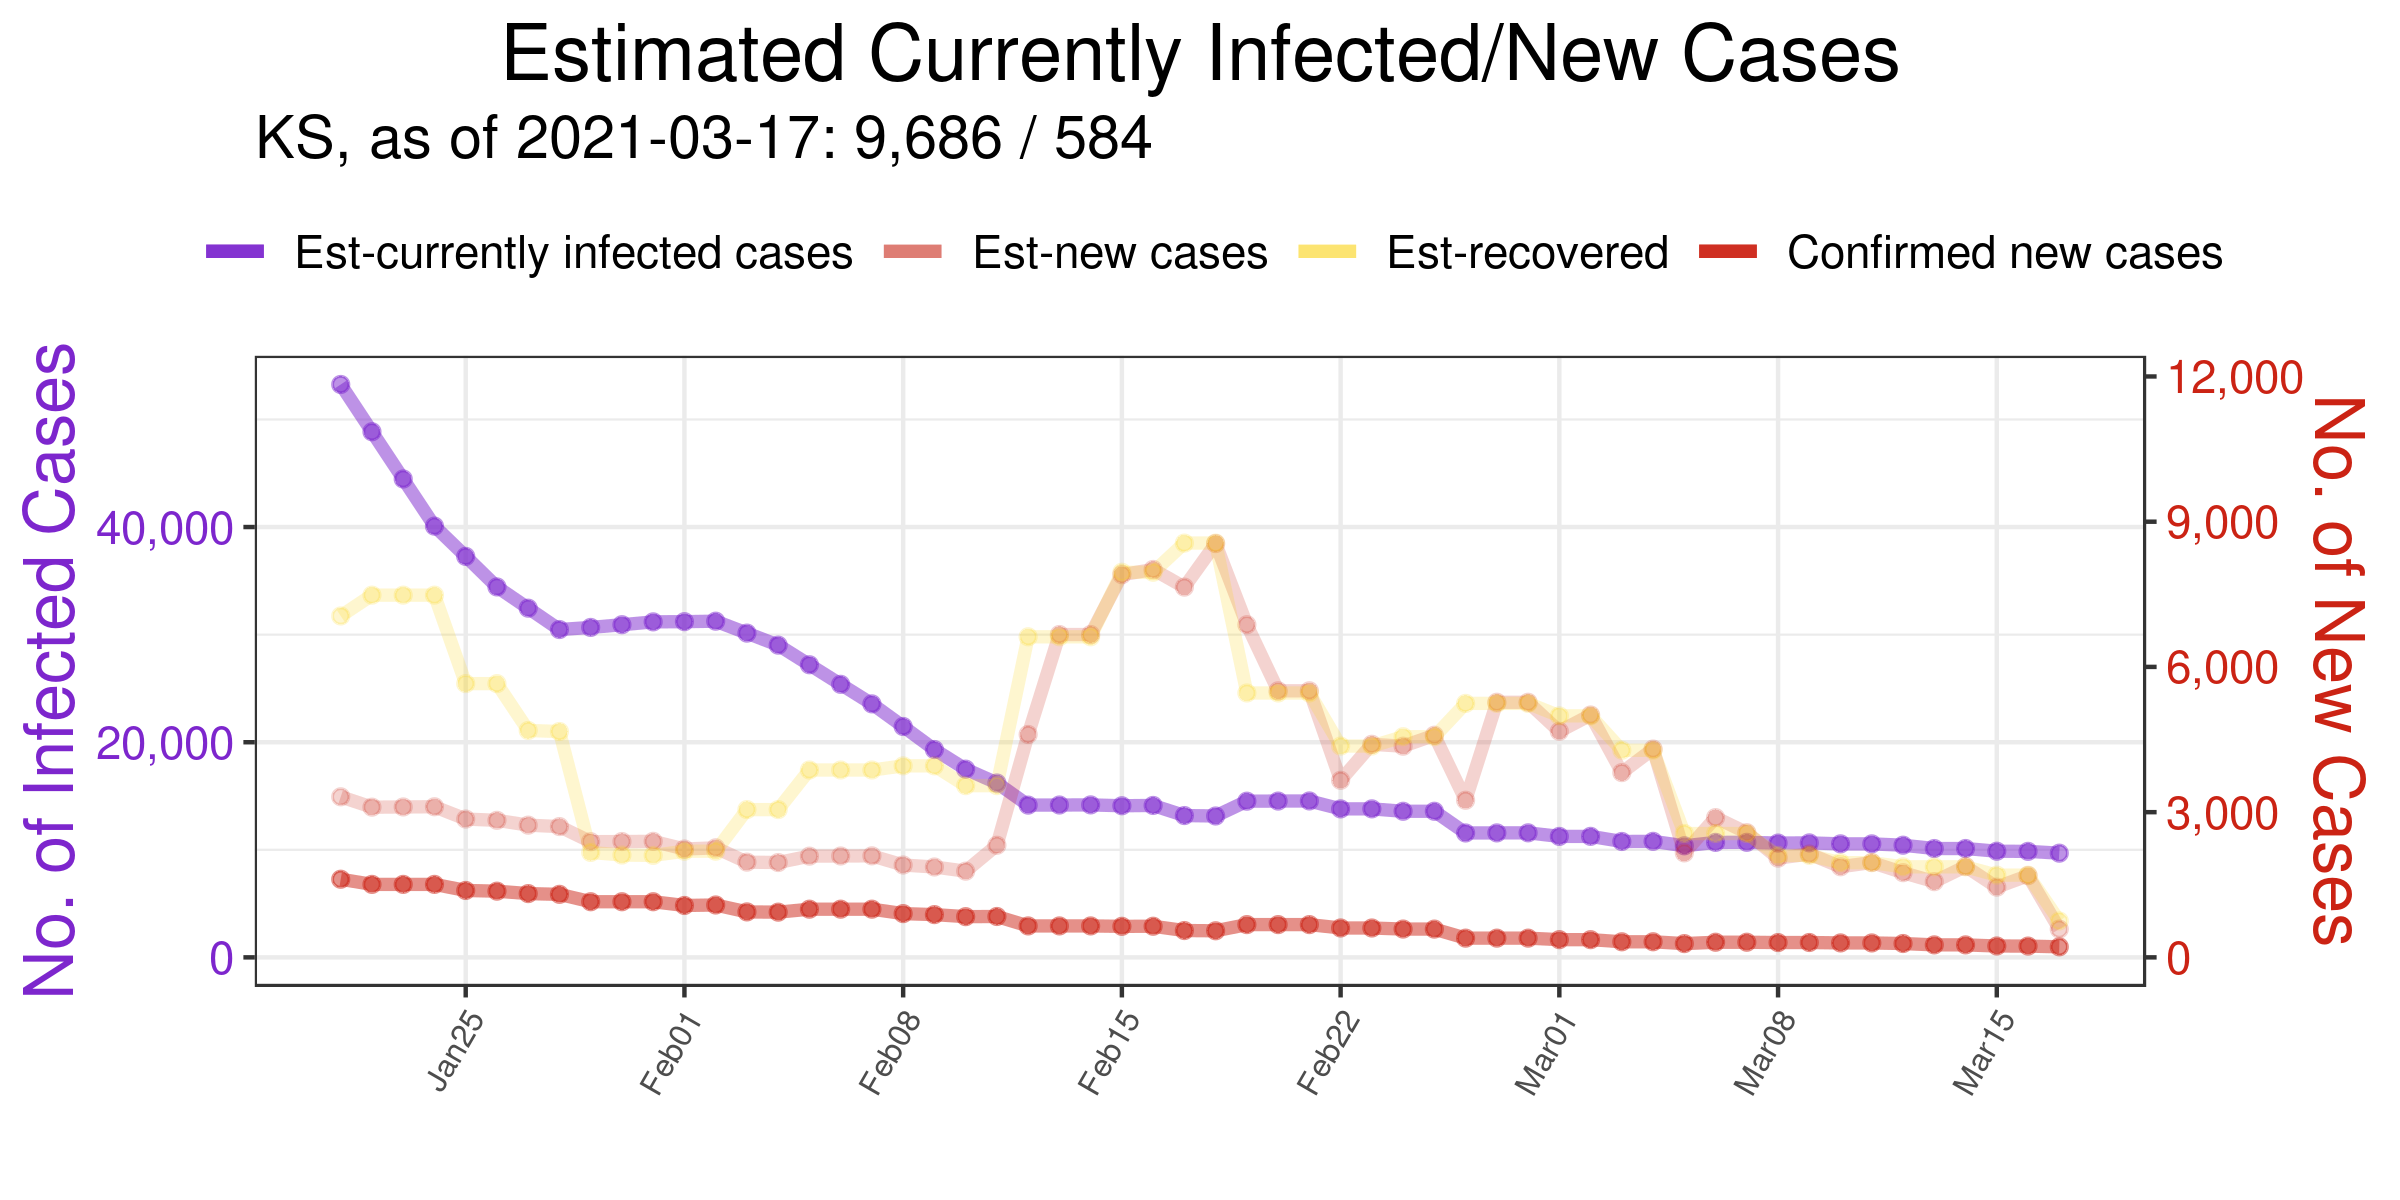 Estimated Currently Infected/New Cases
KS, as of 2021-03-17: 9,686 / 584
Est-currently infected cases Est-new cases Est-recovered Confirmed new cases
No. of Infected Cases
40,000
20,000
0
12,000
9,000
6,000
3,000
0
No. of New Cases
Jan25 Feb01 Feb08 Feb15 Feb22 Mar01 Mar08 Mar15